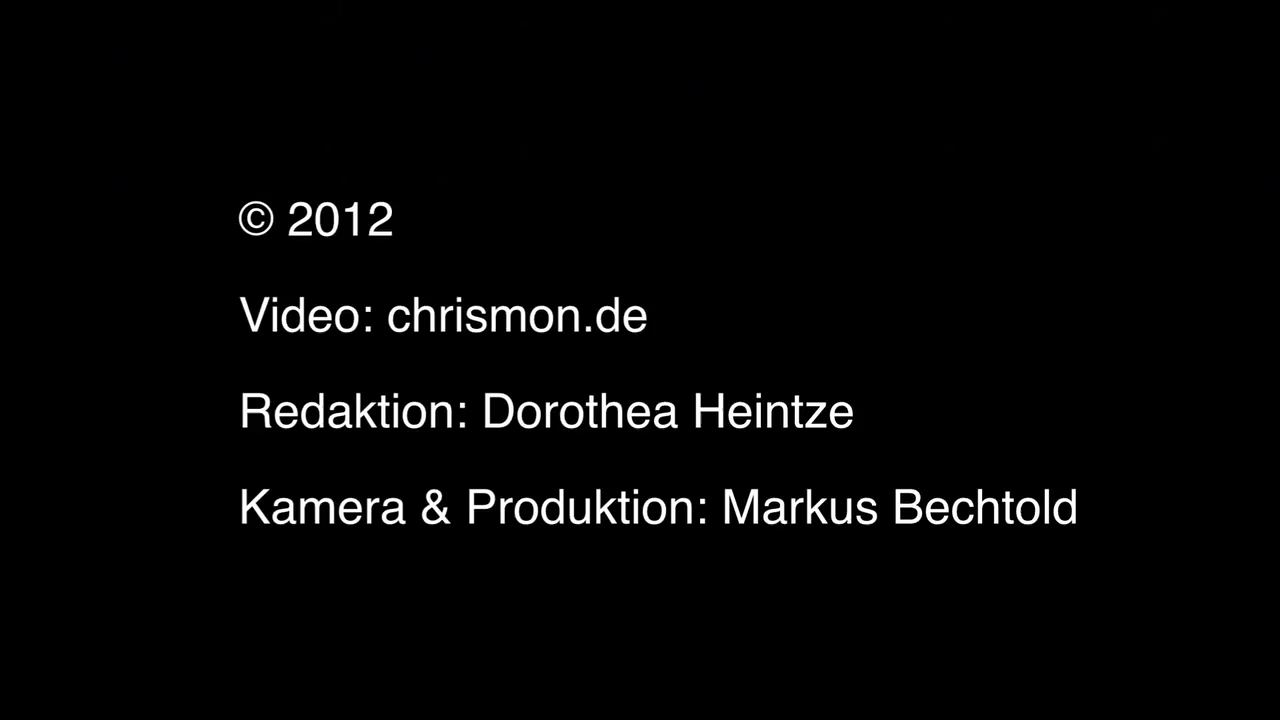 © 2012
Video: chrismon.de
Redaktion: Dorothea Heintze
Kamera & Produktion: Markus Bechtold